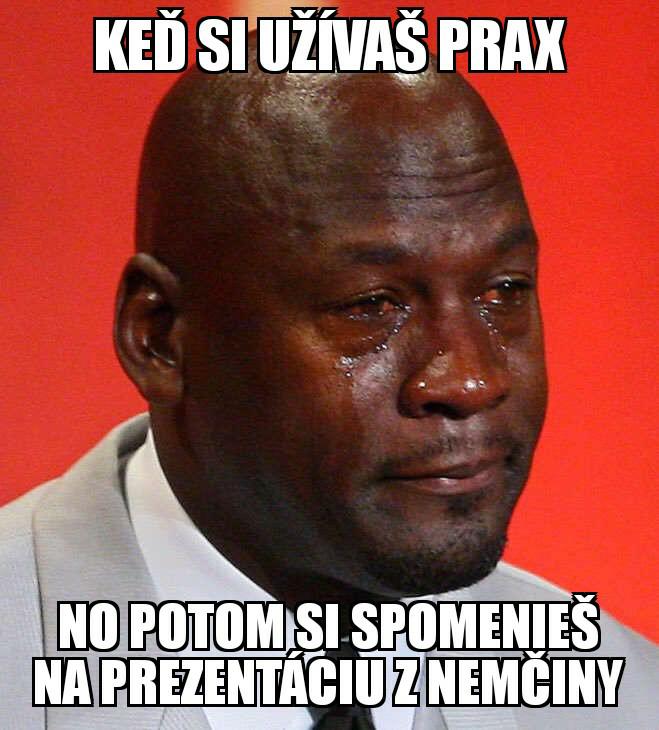 KEĎ SI UŽÍVAŠ PRAX
NO POTOM SI SPOMENIEŠ
NA PREZENTÁCIU Z NEMČINY